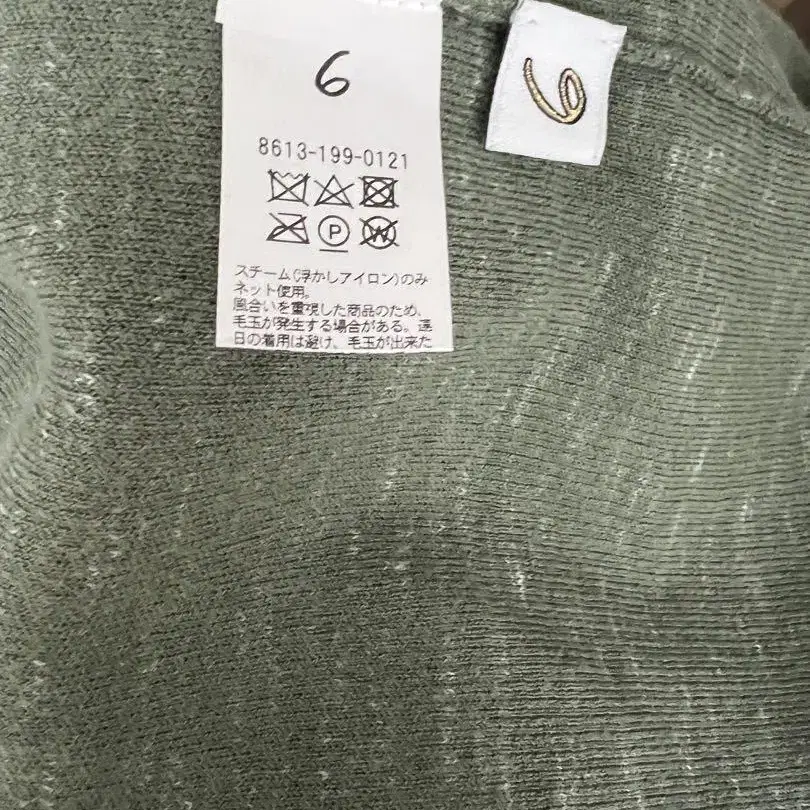 6
6
8613-199-0121
P
W
スチーム(浮かしアイロン)のみ
ネット使用。
風合いを重視した商品のため、
毛玉が発生する場合がある。連
日の着用は避け、毛玉が出来た